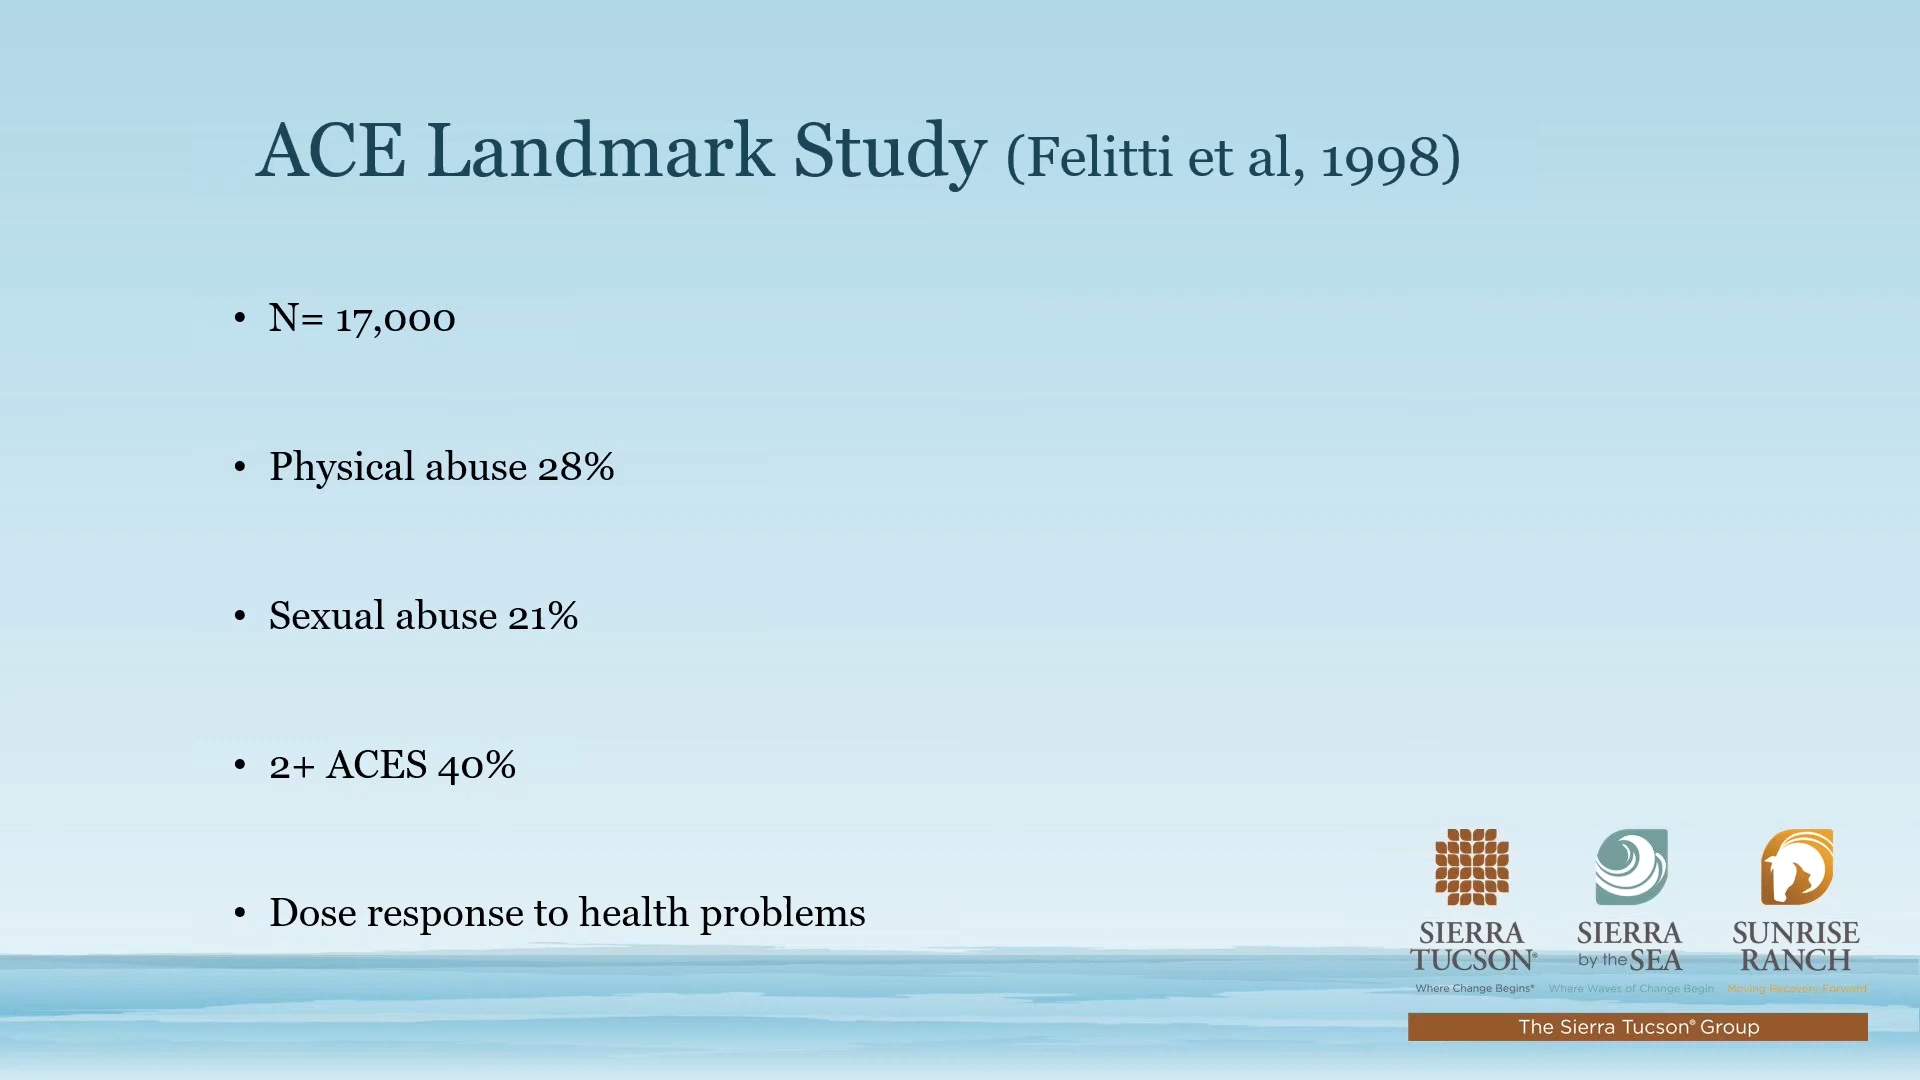 ACE Landmark Study (Felitti et al, 1998)
• N= 17,000
• Physical abuse 28%
• Sexual abuse 21%
• 2+ ACES 40%
• Dose response to health problems
SIERRA TUCSON®
Where Change Begins®
SIERRA by the SEA
Where Waves of Change Begin
SUNRISE RANCH
Moving Recovery Forward
The Sierra Tucson® Group